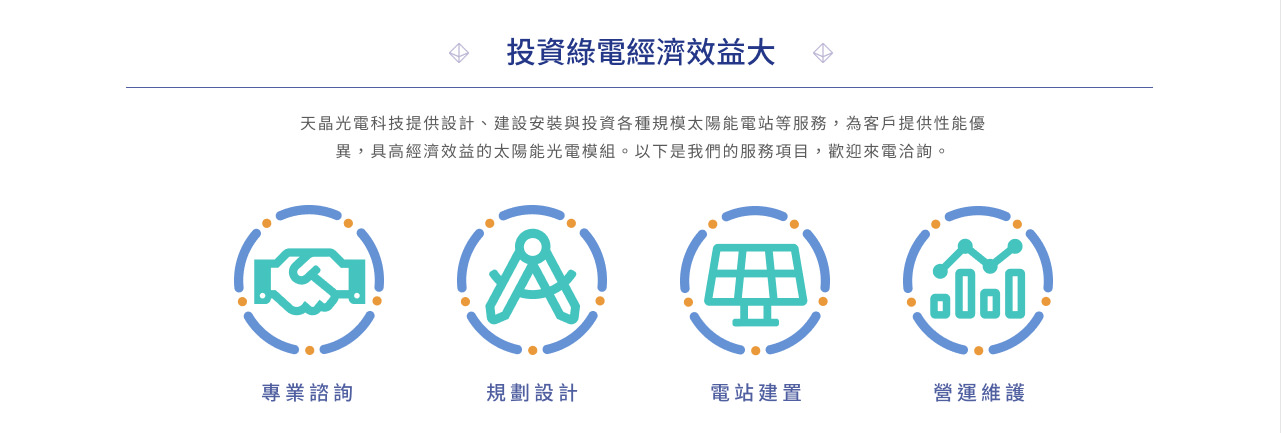 投資綠電經濟效益大
天晶光電科技提供設計、建設安裝與投資各種規模太陽能電站等服務，為客戶提供性能優
異，具高經濟效益的太陽能光電模組。以下是我們的服務項目，歡迎來電洽詢。
專業諮詢
規劃設計
電站建置
營運維護